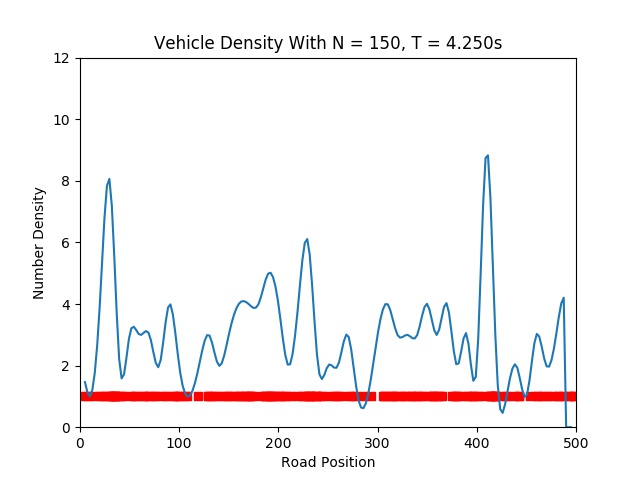 Vehicle Density With N = 150, T = 4.250s
12
10
8
6
4
2
0
Number Density
0 100 200 300 400 500
Road Position